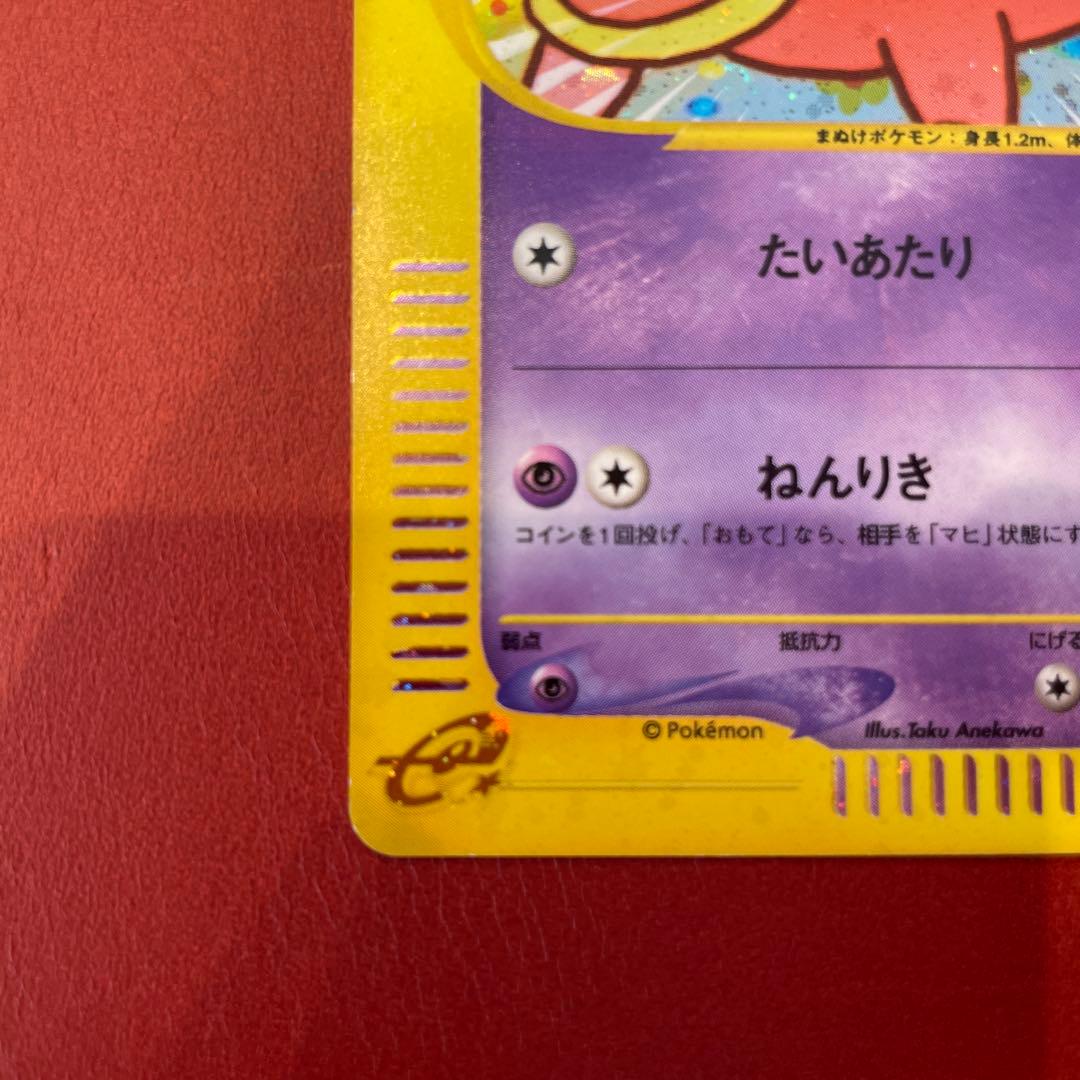 まぬけポケモン：身長1.2m、体
たいあたり
ねんりき
コインを1回投げ、「おもて」なら、相手を「マヒ」状態にす
弱点 抵抗力 にげる
© Pokémon Illus.Taku Anekawa